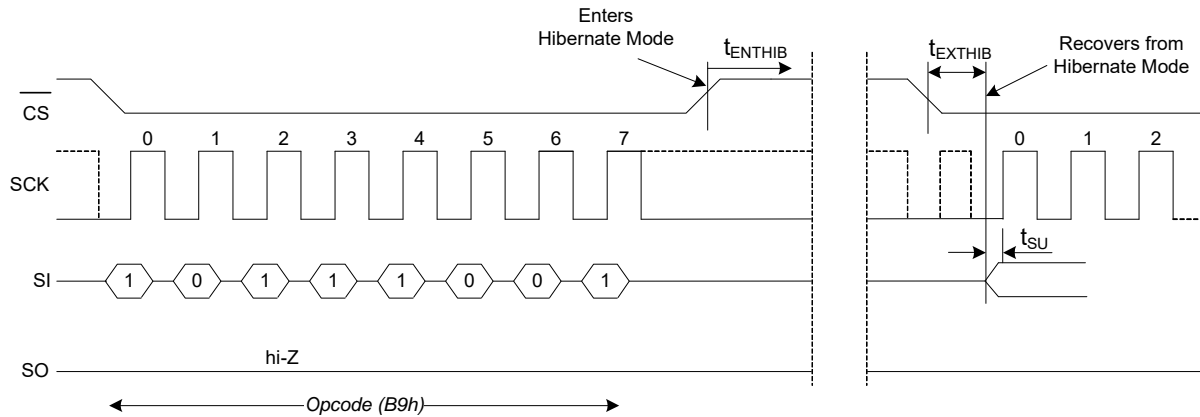 Enters
Hibernate Mode
tENTHIB
tEXTHIB
Recovers from
Hibernate Mode
CS
0 1 2 3 4 5 6 7 0 1 2
SCK
tSU
SI 1 0 1 1 1 0 0 1
hi-Z
SO
Opcode (B9h)